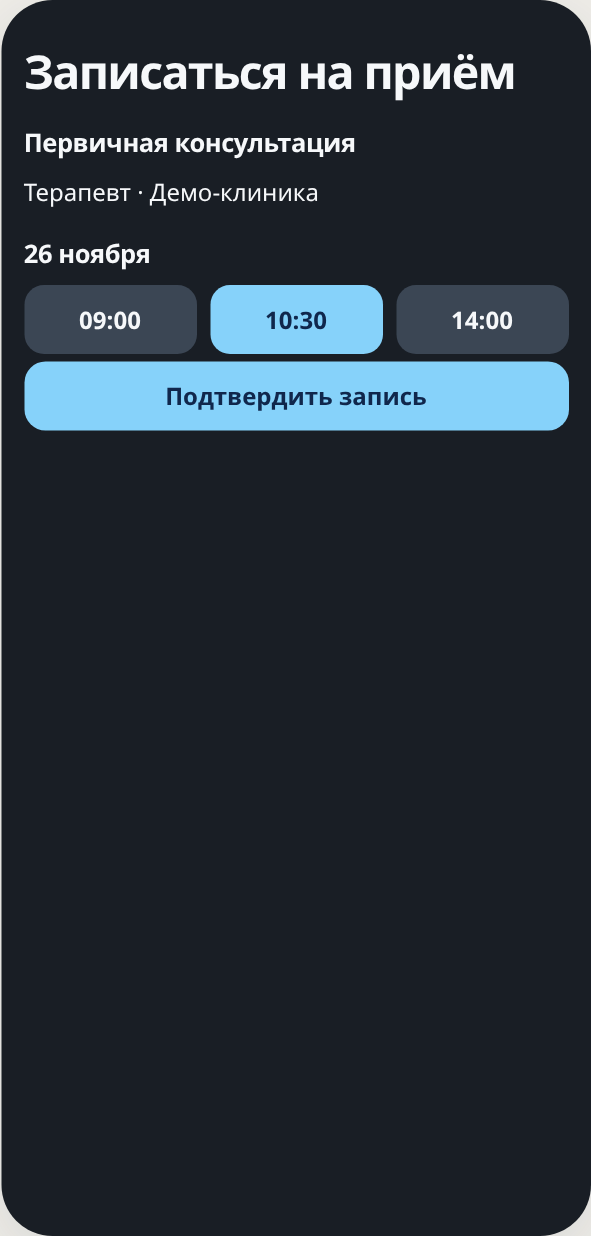 Записаться на приём
Первичная консультация
Терапевт · Демо-клиника
26 ноября
09:00 10:30 14:00
Подтвердить запись